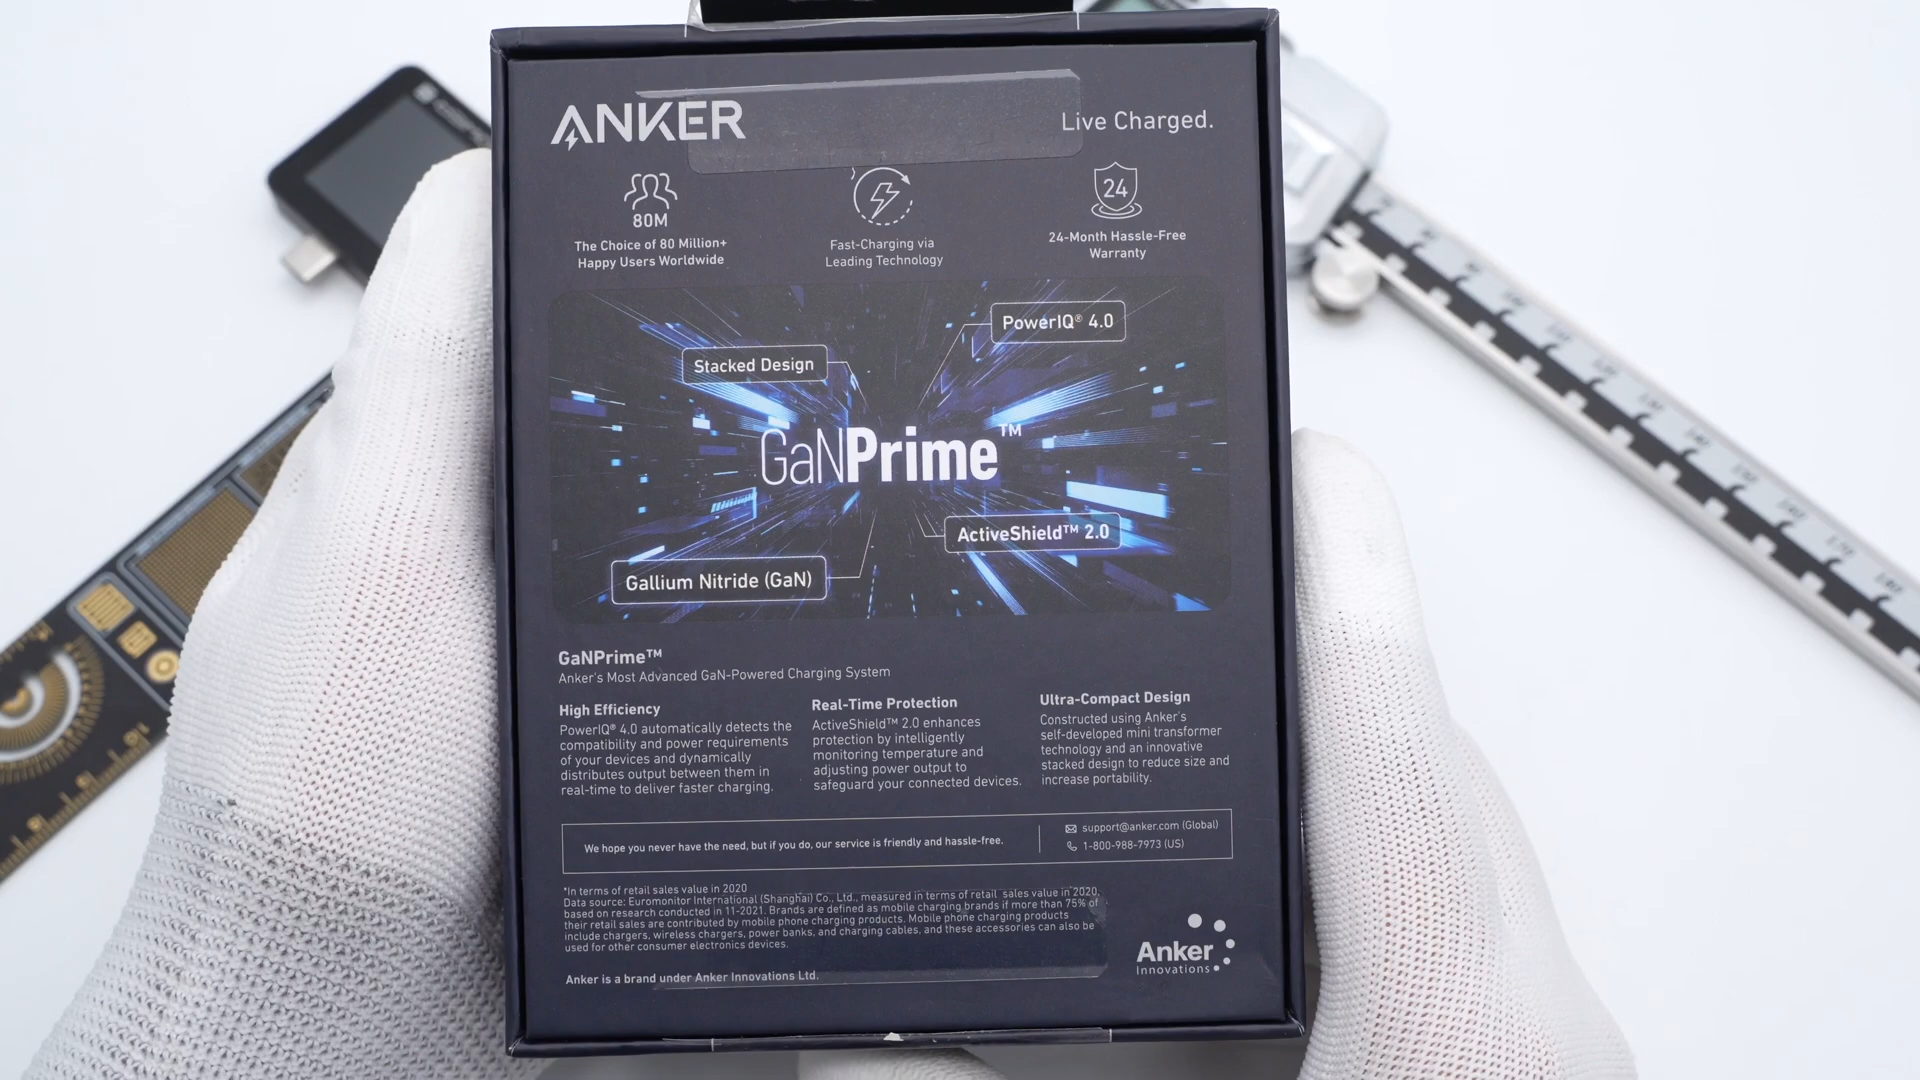 ANKER
Live Charged.
80M
The Choice of 80 Million+
Happy Users Worldwide
Fast-Charging via
Leading Technology
24
24-Month Hassle-Free
Warranty
PowerIQ® 4.0
Stacked Design
GaNPrime™
ActiveShield™ 2.0
Gallium Nitride (GaN)
GaNPrime™
Anker's Most Advanced GaN-Powered Charging System
High Efficiency
PowerIQ® 4.0 automatically detects the
compatibility and power requirements
of your devices and dynamically
distributes output between them in
real-time to deliver faster charging.
Real-Time Protection
ActiveShield™ 2.0 enhances
protection by intelligently
monitoring temperature and
adjusting power output to
safeguard your connected devices.
Ultra-Compact Design
Constructed using Anker's
self-developed mini transformer
technology and an innovative
stacked design to reduce size and
increase portability.
We hope you never have the need, but if you do, our service is friendly and hassle-free.
support@anker.com (Global)
1-800-988-7973 (US)
*In terms of retail sales value in 2020
Data source: Euromonitor International (Shanghai) Co., Ltd., measured in terms of retail sales value in 2020,
based on research conducted in 11-2021. Brands are defined as mobile charging brands if more than 75% of
their retail sales are contributed by mobile phone charging products. Mobile phone charging products
include chargers, wireless chargers, power banks, and charging cables, and these accessories can also be
used for other consumer electronics devices.
Anker is a brand under Anker Innovations Ltd.
Anker
Innovations